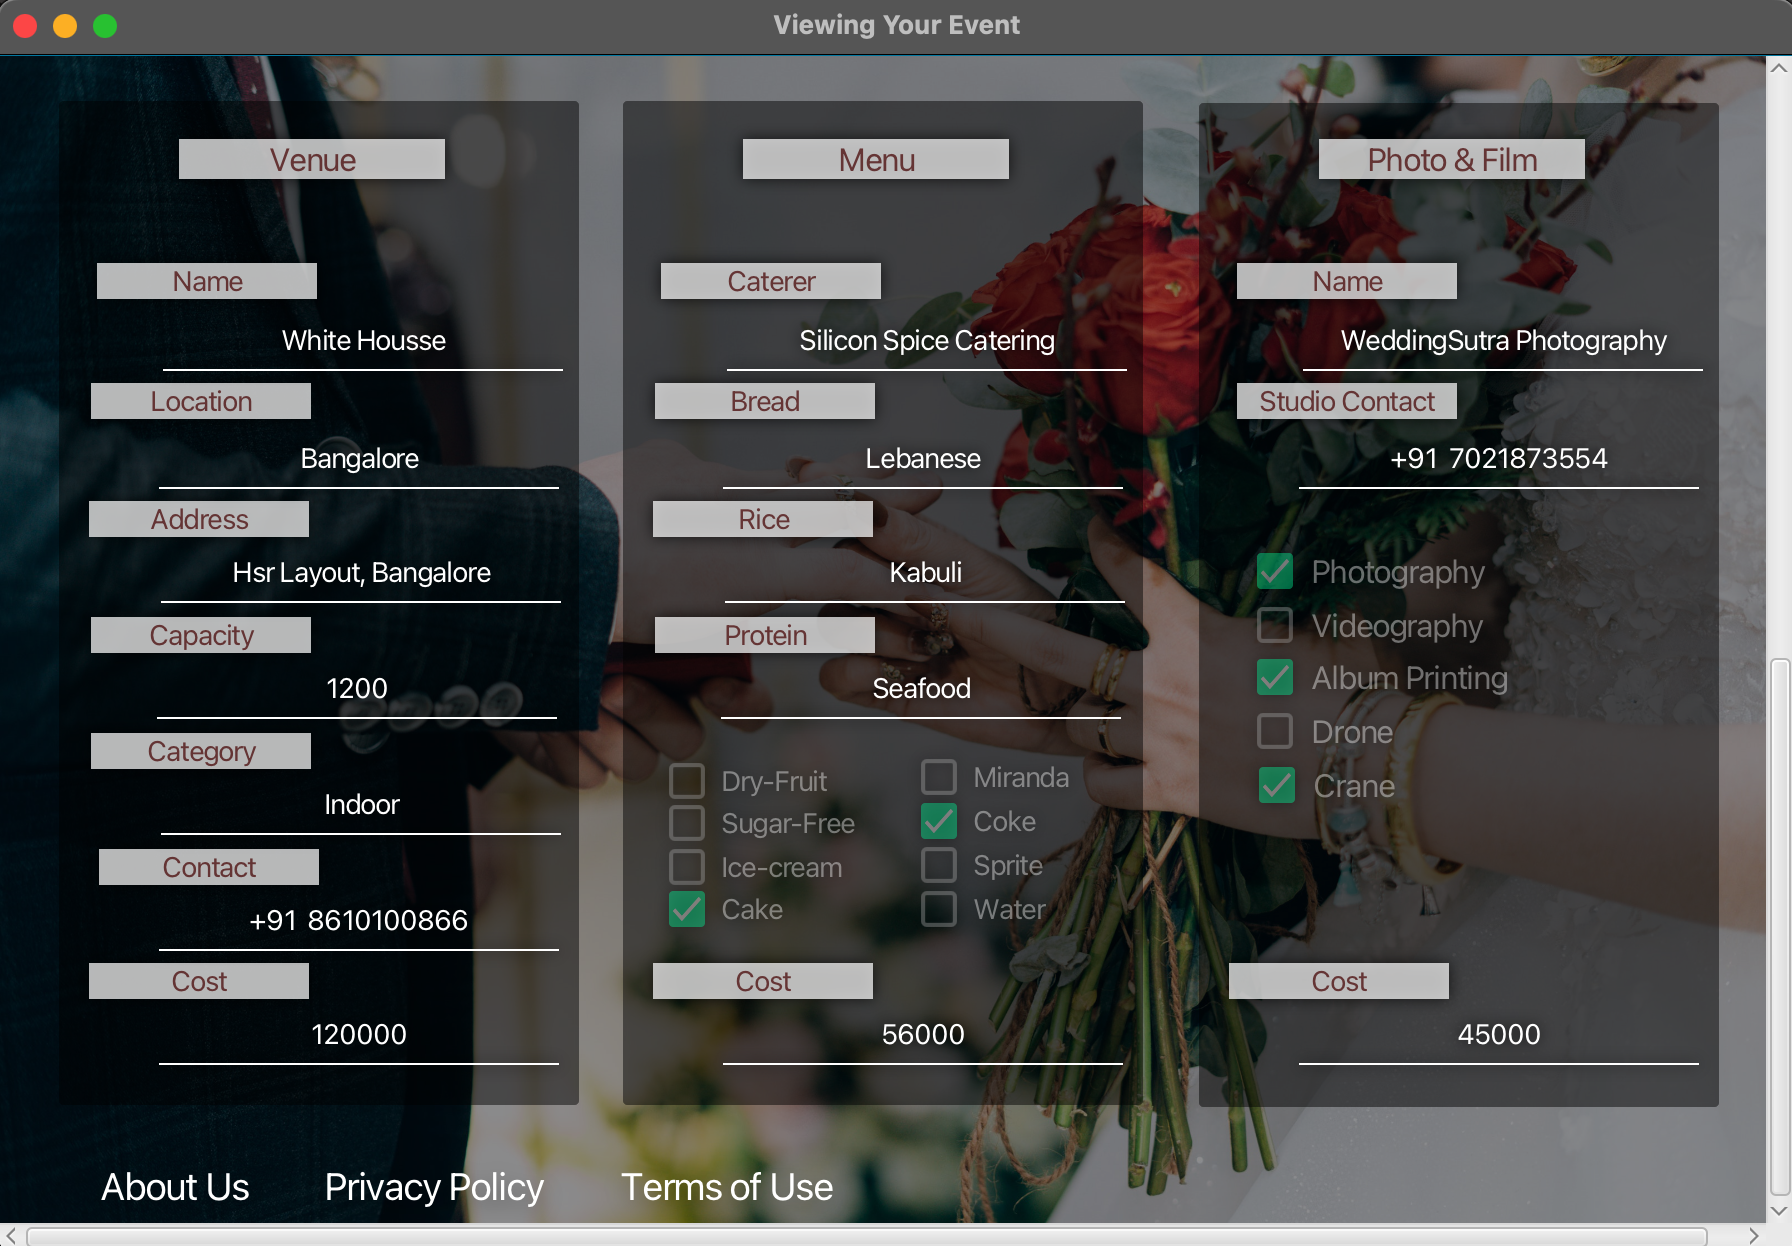 Viewing Your Event
Venue
Name
White Housse
Location
Bangalore
Address
Hsr Layout, Bangalore
Capacity
1200
Category
Indoor
Contact
+91 8610100866
Cost
120000
Menu
Caterer
Silicon Spice Catering
Bread
Lebanese
Rice
Kabuli
Protein
Seafood
Dry-Fruit
Sugar-Free
Ice-cream
Cake
Miranda
Coke
Sprite
Water
Cost
56000
Photo & Film
Name
WeddingSutra Photography
Studio Contact
+91 7021873554
Photography
Videography
Album Printing
Drone
Crane
Cost
45000
About Us
Privacy Policy
Terms of Use